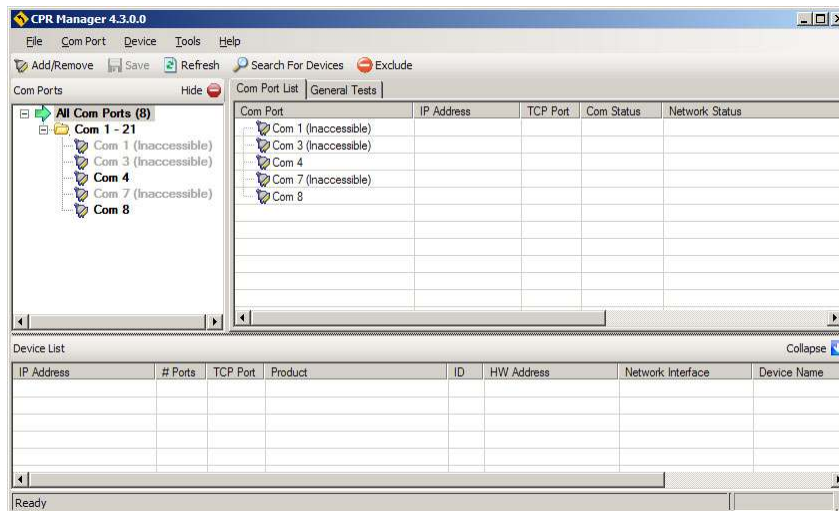 CPR Manager 4.3.0.0
File Com Port Device Tools Help
Add/Remove Save Refresh Search For Devices Exclude
Com Ports Hide
All Com Ports (8)
Com 1 - 21
Com 1 (Inaccessible)
Com 3 (Inaccessible)
Com 4
Com 7 (Inaccessible)
Com 8
Com Port List General Tests
Com Port IP Address TCP Port Com Status Network Status
Com 1 (Inaccessible)
Com 3 (Inaccessible)
Com 4
Com 7 (Inaccessible)
Com 8
Device List Collapse
IP Address # Ports TCP Port Product ID HW Address Network Interface Device Name
Ready